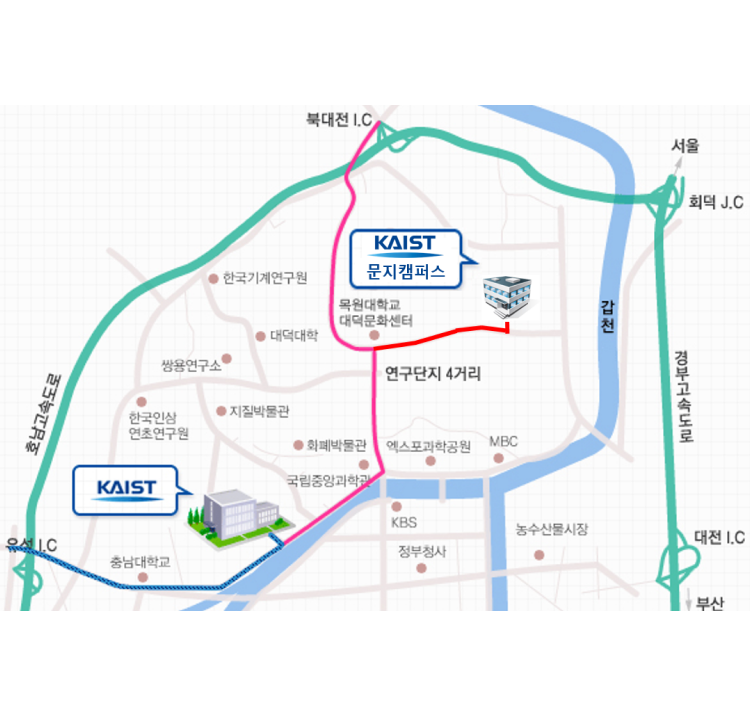 북대전 I.C
서울
회덕 J.C
KAIST
문지캠퍼스
한국기계연구원
목원대학교
대덕문화센터
갑
천
대덕대학
쌍용연구소
연구단지 4거리
경부고속도로
호남고속도로
한국인삼
연초연구원
지질박물관
화폐박물관
엑스포과학공원
MBC
국립중앙과학관
KAIST
KBS
농수산물시장
유성 I.C
충남대학교
정부청사
대전 I.C
부산